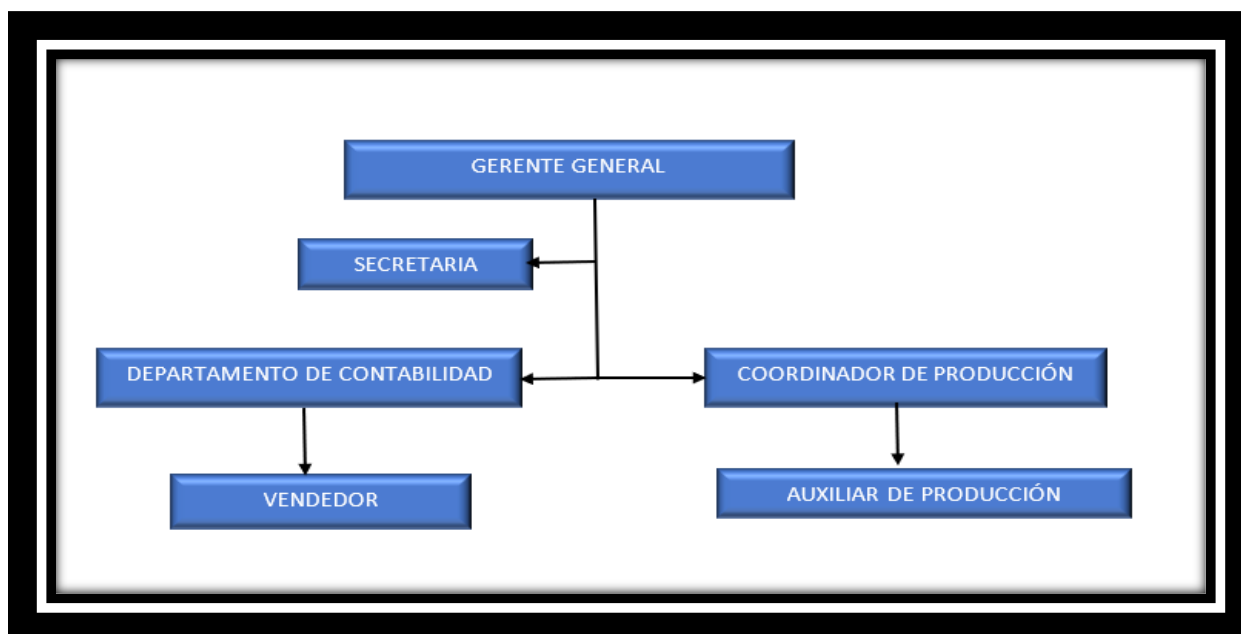 GERENTE GENERAL
SECRETARIA
DEPARTAMENTO DE CONTABILIDAD
COORDINADOR DE PRODUCCIÓN
VENDEDOR
AUXILIAR DE PRODUCCIÓN